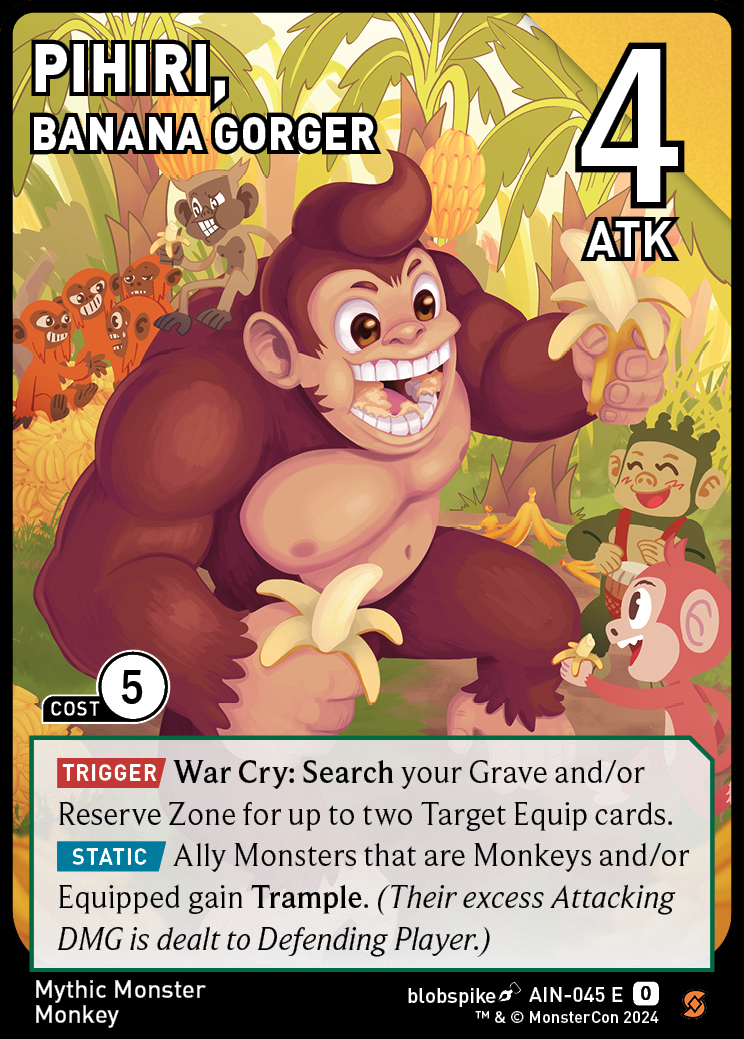 PIHIRI,
BANANA GORGER
4
ATK
COST 5
TRIGGER War Cry: Search your Grave and/or
Reserve Zone for up to two Target Equip cards.
STATIC Ally Monsters that are Monkeys and/or
Equipped gain Trample. (Their excess Attacking
DMG is dealt to Defending Player.)
Mythic Monster
Monkey
blobspike AIN-045 E 0
™ & © MonsterCon 2024